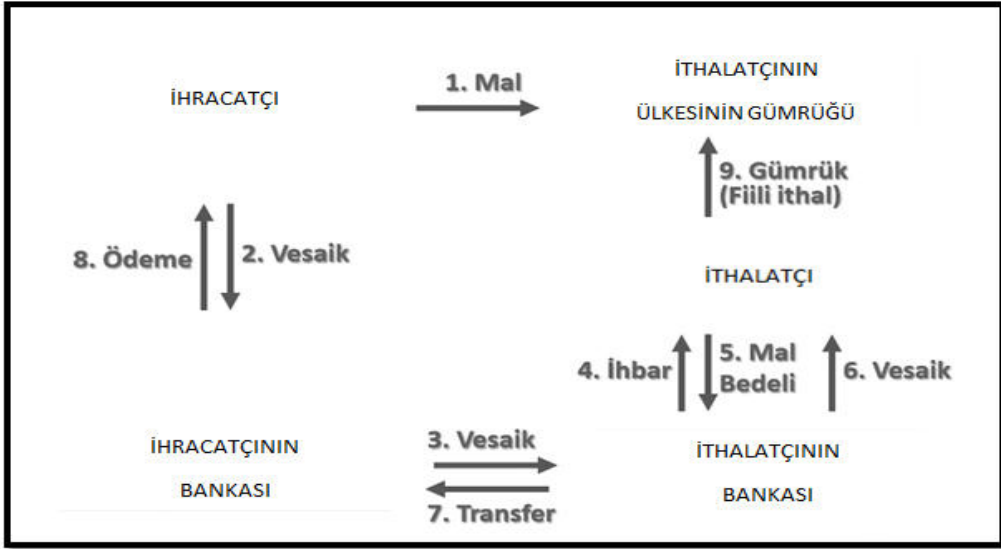 İHRACATÇI
1. Mal
İTHALATÇININ
ÜLKESİNİN GÜMRÜĞÜ
9. Gümrük
(Fiili ithal)
8. Ödeme
2. Vesaik
İTHALATÇI
4. İhbar
5. Mal
Bedeli
6. Vesaik
İHRACATÇININ
BANKASI
3. Vesaik
7. Transfer
İTHALATÇININ
BANKASI